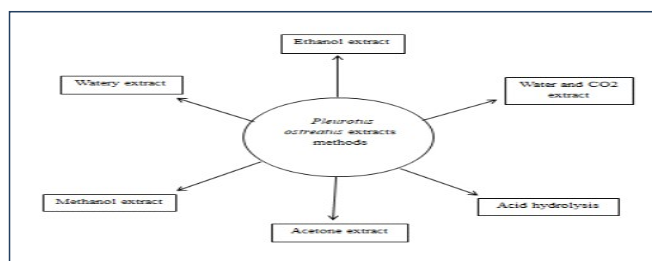 Ethanol extract
Watery extract
Water and CO2
extract
Pleurotus
ostreatus extracts
methods
Methanol extract
Acetone extract
Acid hydrolysis